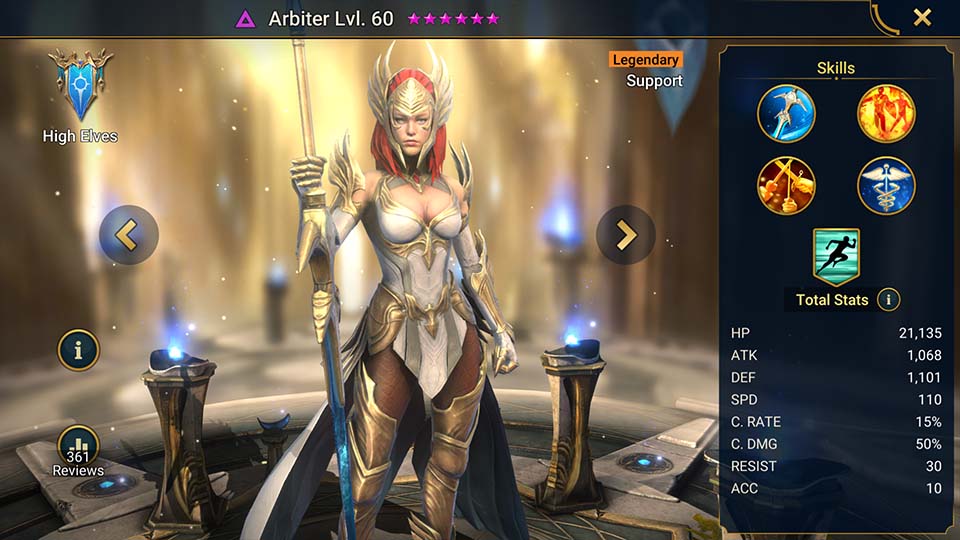 Arbiter Lvl. 60
Legendary
Support
High Elves
361
Reviews
Skills
Total Stats i
HP 21,135
ATK 1,068
DEF 1,101
SPD 110
C. RATE 15%
C. DMG 50%
RESIST 30
ACC 10